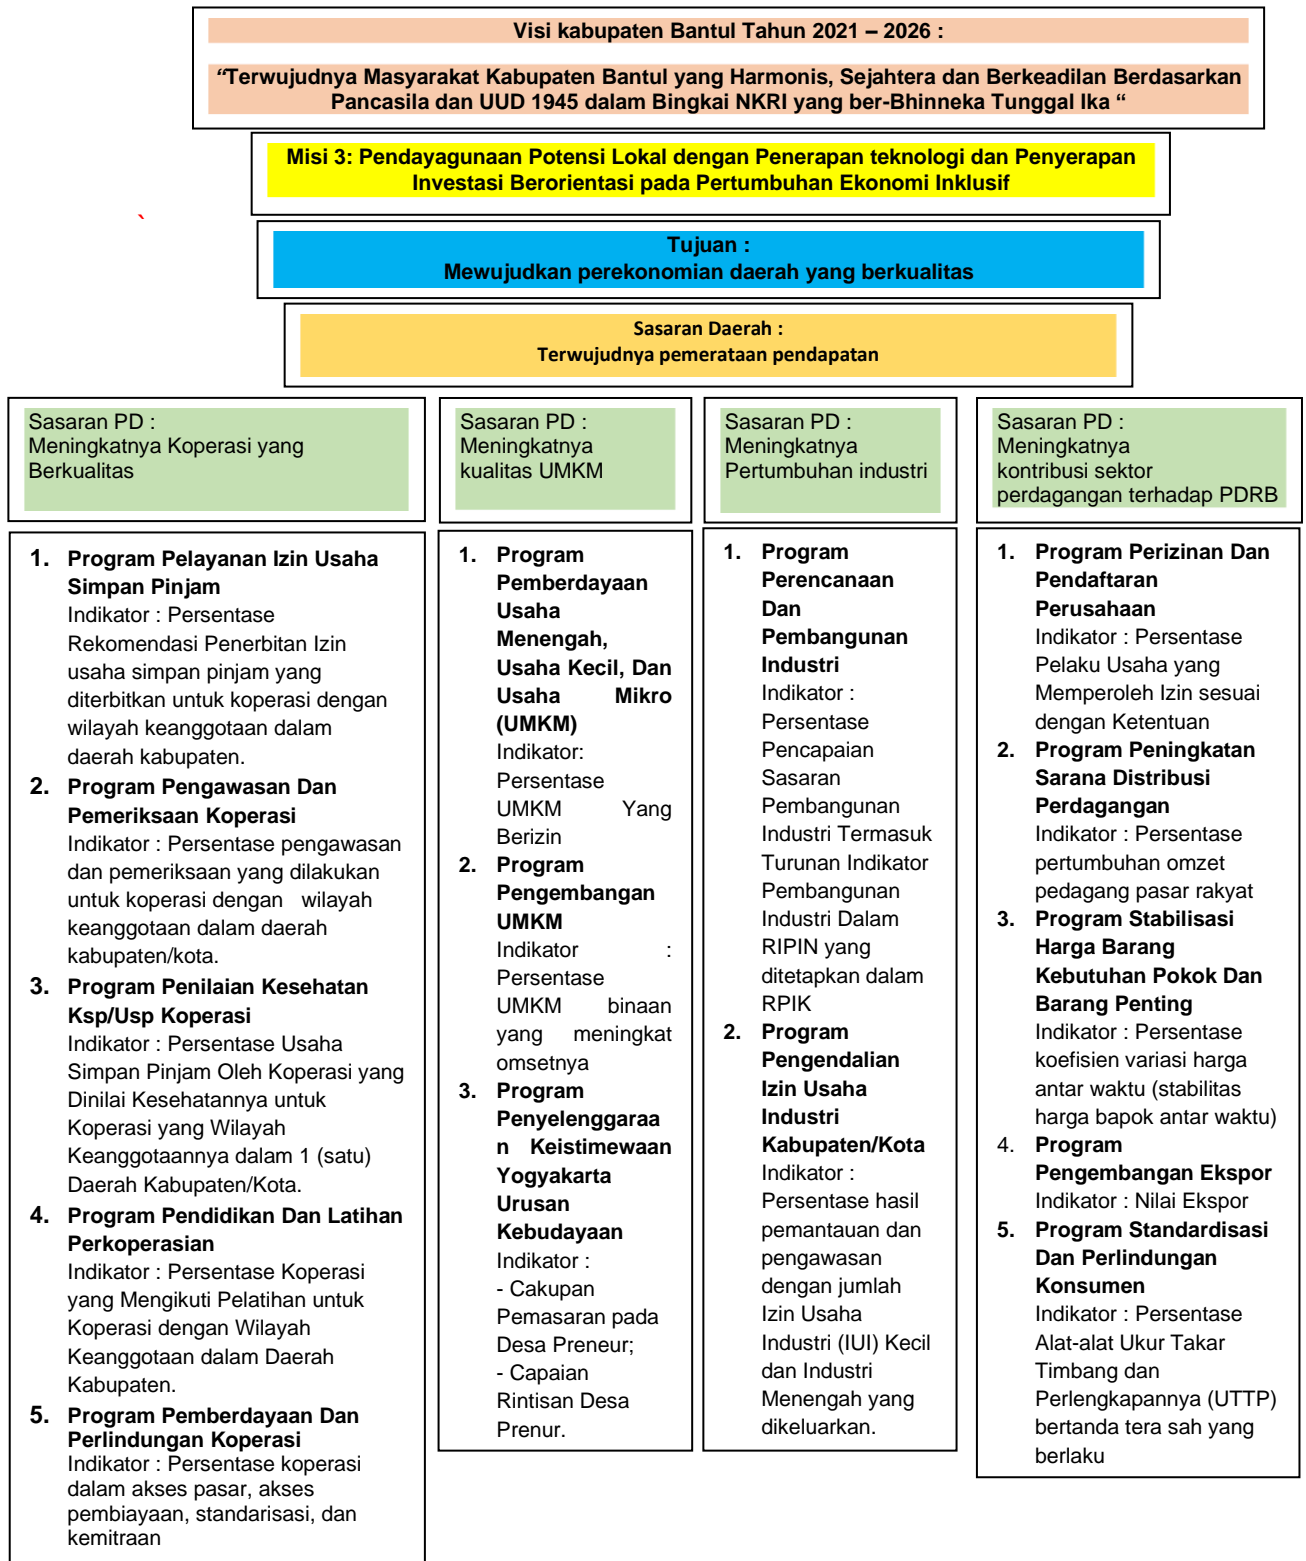 Visi kabupaten Bantul Tahun 2021 – 2026 :
“Terwujudnya Masyarakat Kabupaten Bantul yang Harmonis, Sejahtera dan Berkeadilan Berdasarkan
Pancasila dan UUD 1945 dalam Bingkai NKRI yang ber-Bhinneka Tunggal Ika “
Misi 3: Pendayagunaan Potensi Lokal dengan Penerapan teknologi dan Penyerapan
Investasi Berorientasi pada Pertumbuhan Ekonomi Inklusif
`
Tujuan :
Mewujudkan perekonomian daerah yang berkualitas
Sasaran Daerah :
Terwujudnya pemerataan pendapatan
Sasaran PD :
Meningkatnya Koperasi yang
Berkualitas
1. Program Pelayanan Izin Usaha
Simpan Pinjam
Indikator : Persentase
Rekomendasi Penerbitan Izin
usaha simpan pinjam yang
diterbitkan untuk koperasi dengan
wilayah keanggotaan dalam
daerah kabupaten.
2. Program Pengawasan Dan
Pemeriksaan Koperasi
Indikator : Persentase pengawasan
dan pemeriksaan yang dilakukan
untuk koperasi dengan wilayah
keanggotaan dalam daerah
kabupaten/kota.
3. Program Penilaian Kesehatan
Ksp/Usp Koperasi
Indikator : Persentase Usaha
Simpan Pinjam Oleh Koperasi yang
Dinilai Kesehatannya untuk
Koperasi yang Wilayah
Keanggotaannya dalam 1 (satu)
Daerah Kabupaten/Kota.
4. Program Pendidikan Dan Latihan
Perkoperasian
Indikator : Persentase Koperasi
yang Mengikuti Pelatihan untuk
Koperasi dengan Wilayah
Keanggotaan dalam Daerah
Kabupaten.
5. Program Pemberdayaan Dan
Perlindungan Koperasi
Indikator : Persentase koperasi
dalam akses pasar, akses
pembiayaan, standarisasi, dan
kemitraan
Sasaran PD :
Meningkatnya
kualitas UMKM
1. Program
Pemberdayaan
Usaha
Menengah,
Usaha Kecil, Dan
Usaha Mikro
(UMKM)
Indikator:
Persentase
UMKM Yang
Berizin
2. Program
Pengembangan
UMKM
Indikator :
Persentase
UMKM binaan
yang meningkat
omsetnya
3. Program
Penyelenggaraa
n Keistimewaan
Yogyakarta
Urusan
Kebudayaan
Indikator :
- Cakupan
Pemasaran pada
Desa Preneur;
- Capaian
Rintisan Desa
Prenur.
Sasaran PD :
Meningkatnya
Pertumbuhan industri
1. Program
Perencanaan
Dan
Pembangunan
Industri
Indikator :
Persentase
Pencapaian
Sasaran
Pembangunan
Industri Termasuk
Turunan Indikator
Pembangunan
Industri Dalam
RIPIN yang
ditetapkan dalam
RPIK
2. Program
Pengendalian
Izin Usaha
Industri
Kabupaten/Kota
Indikator :
Persentase hasil
pemantauan dan
pengawasan
dengan jumlah
Izin Usaha
Industri (IUI) Kecil
dan Industri
Menengah yang
dikeluarkan.
Sasaran PD :
Meningkatnya
kontribusi sektor
perdagangan terhadap PDRB
1. Program Perizinan Dan
Pendaftaran
Perusahaan
Indikator : Persentase
Pelaku Usaha yang
Memperoleh Izin sesuai
dengan Ketentuan
2. Program Peningkatan
Sarana Distribusi
Perdagangan
Indikator : Persentase
pertumbuhan omzet
pedagang pasar rakyat
3. Program Stabilisasi
Harga Barang
Kebutuhan Pokok Dan
Barang Penting
Indikator : Persentase
koefisien variasi harga
antar waktu (stabilitas
harga bapok antar waktu)
4. Program
Pengembangan Ekspor
Indikator : Nilai Ekspor
5. Program Standardisasi
Dan Perlindungan
Konsumen
Indikator : Persentase
Alat-alat Ukur Takar
Timbang dan
Perlengkapannya (UTTP)
bertanda tera sah yang
berlaku